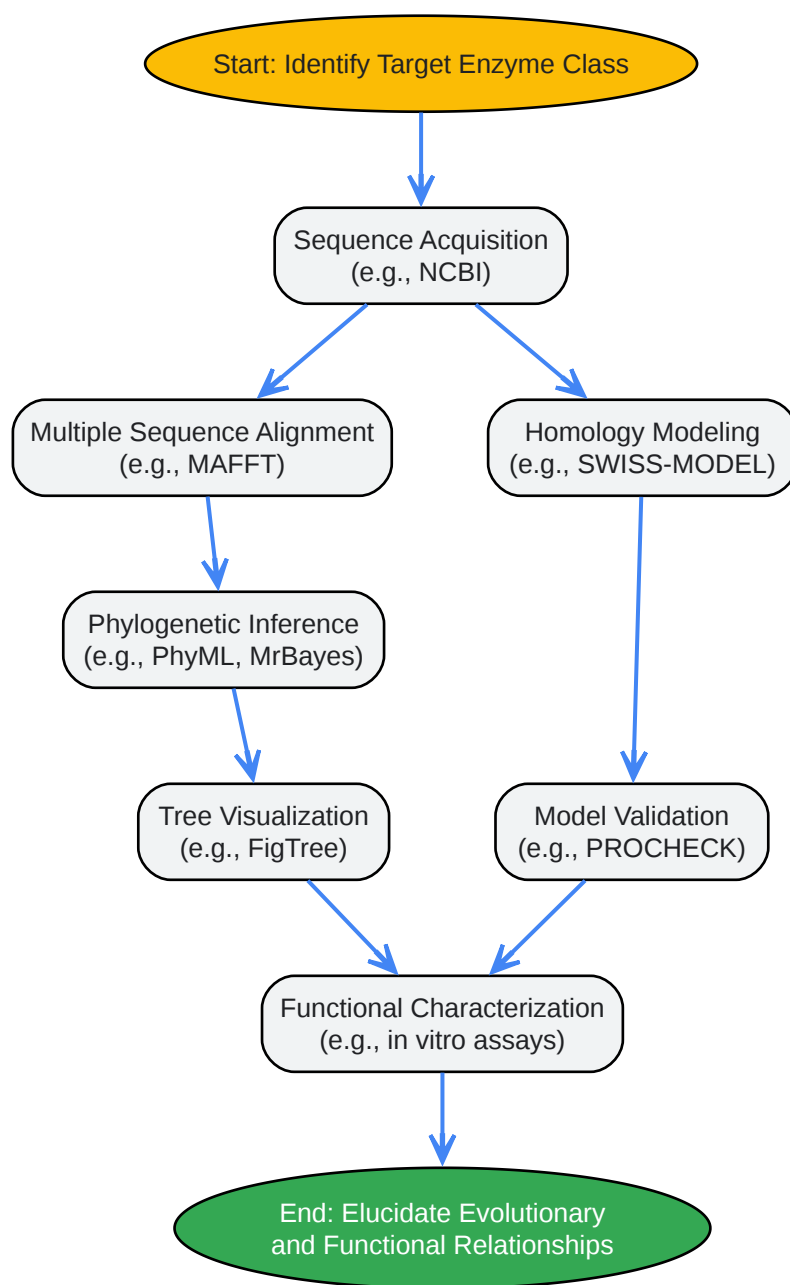 Start: Identify Target Enzyme Class
Sequence Acquisition
(e.g., NCBI)
Multiple Sequence Alignment
(e.g., MAFFT)
Homology Modeling
(e.g., SWISS-MODEL)
Phylogenetic Inference
(e.g., PhyML, MrBayes)
Tree Visualization
(e.g., FigTree)
Model Validation
(e.g., PROCHECK)
Functional Characterization
(e.g., in vitro assays)
End: Elucidate Evolutionary
and Functional Relationships